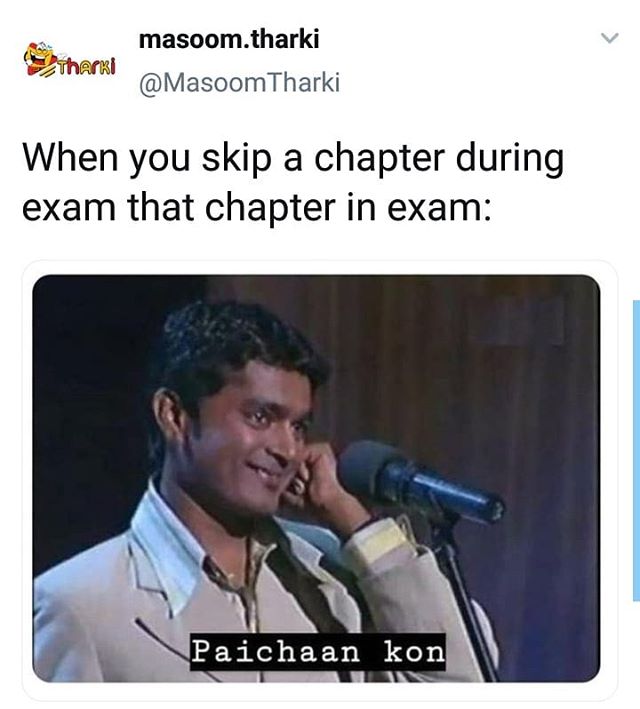 masoom.tharki
THARKI
@MasoomTharki
When you skip a chapter during
exam that chapter in exam:
Paichaan kon